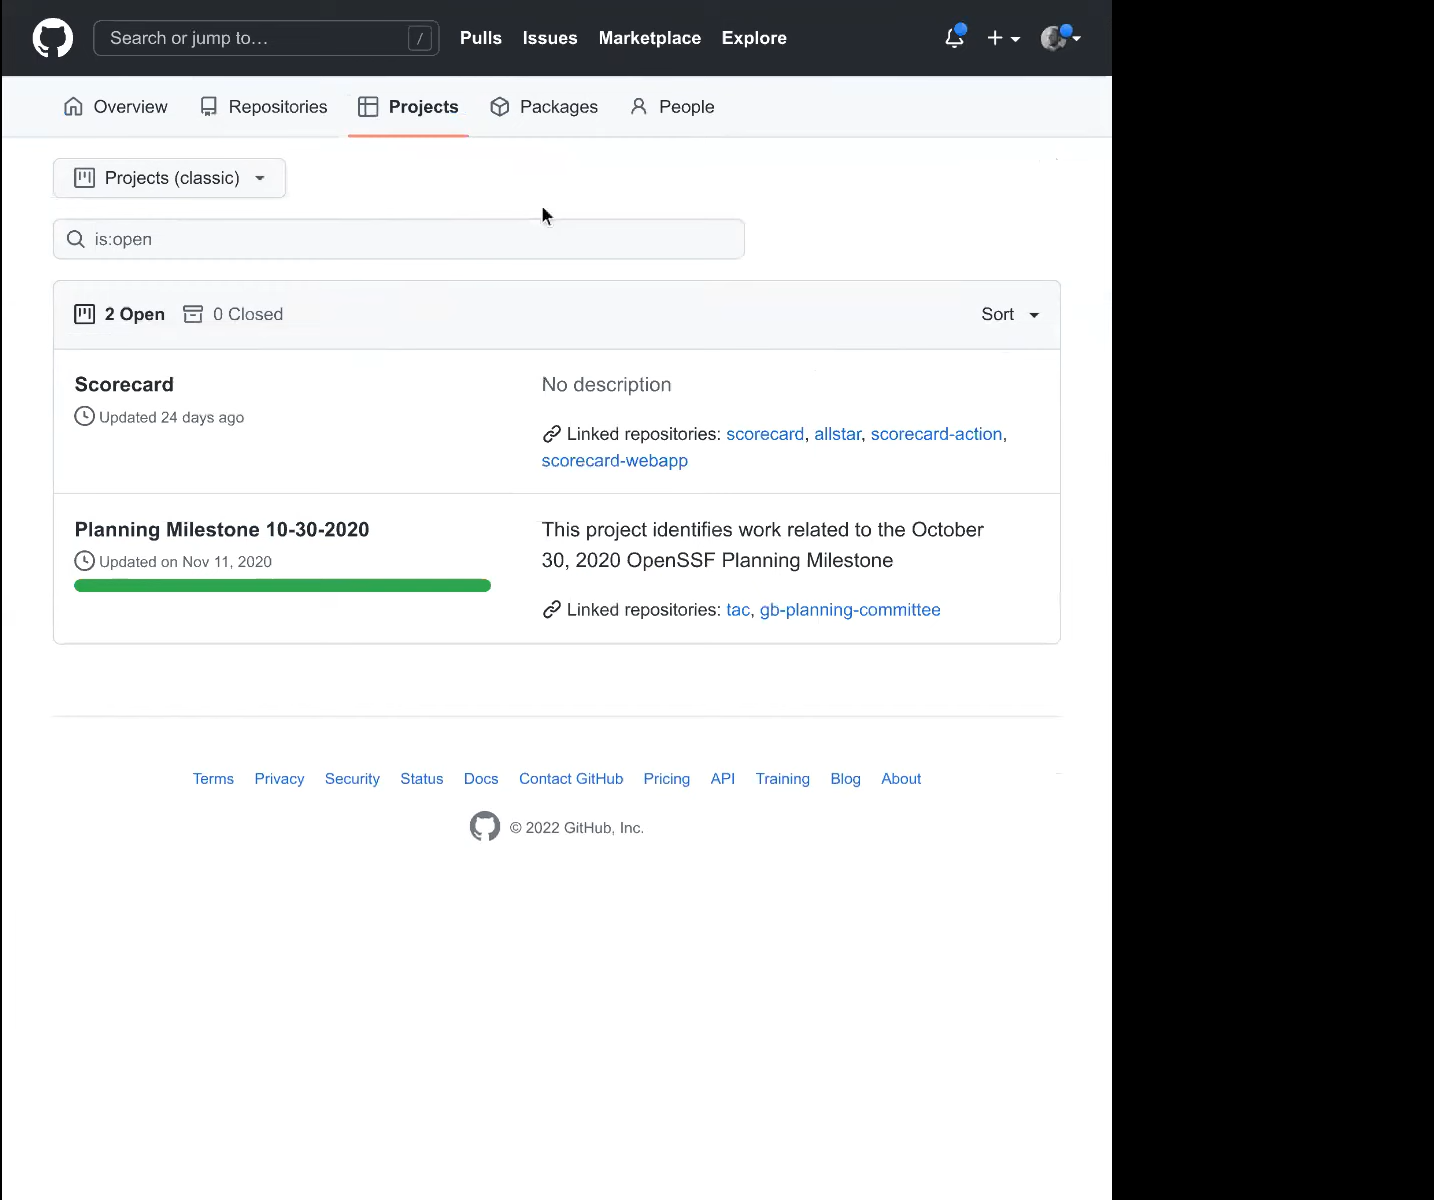 Search or jump to… / Pulls Issues Marketplace Explore
Overview Repositories Projects Packages People
Projects (classic)
is:open
2 Open 0 Closed Sort
Scorecard No description
Updated 24 days ago
Linked repositories: scorecard, allstar, scorecard-action,
scorecard-webapp
Planning Milestone 10-30-2020
Updated on Nov 11, 2020
This project identifies work related to the October
30, 2020 OpenSSF Planning Milestone
Linked repositories: tac, gb-planning-committee
Terms Privacy Security Status Docs Contact GitHub Pricing API Training Blog About
© 2022 GitHub, Inc.